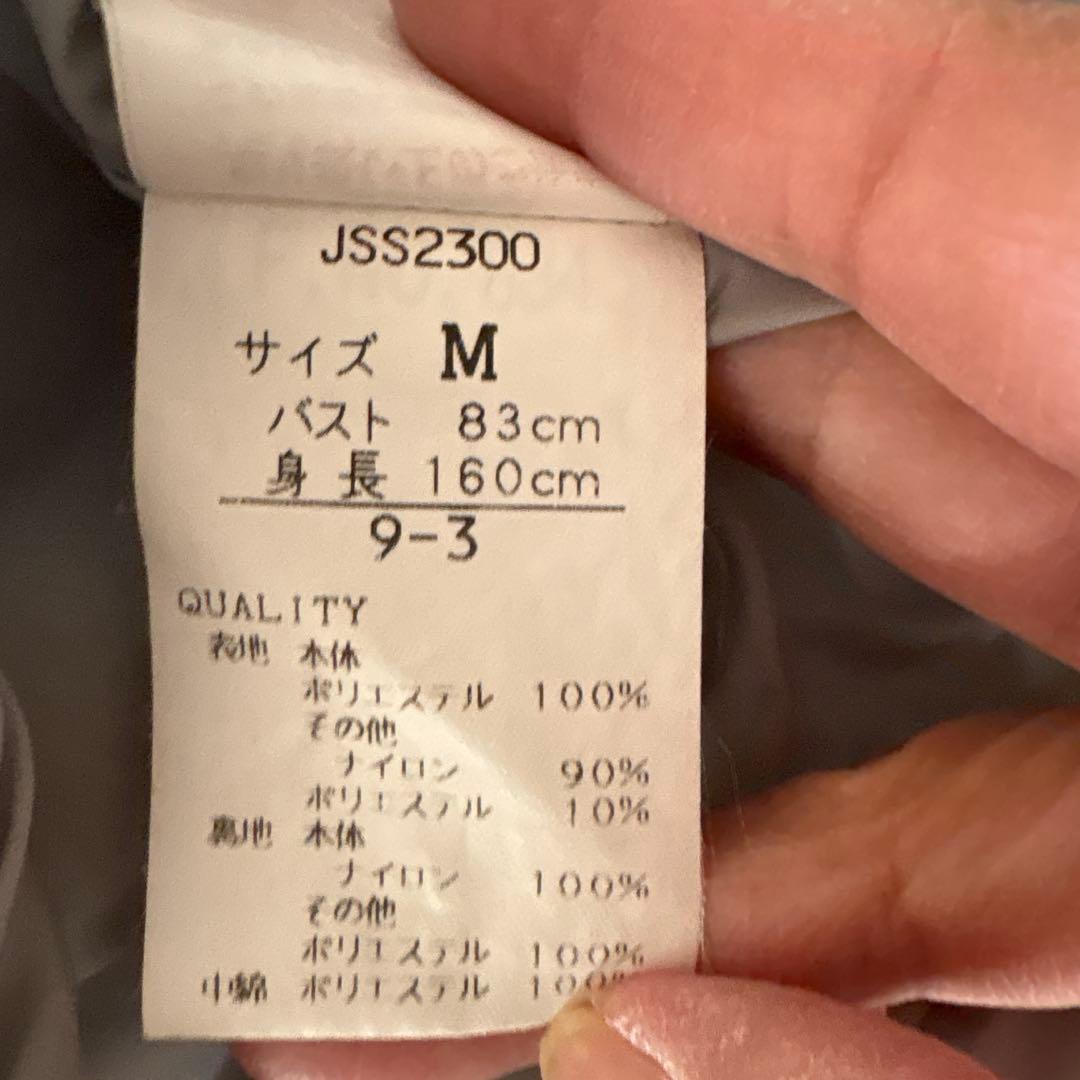 JSS2300
サイズ M
バスト 83cm
身長 160cm
9-3
QUALITY
表地 本体
ポリエステル 100%
その他
ナイロン 90%
ポリエステル 10%
裏地 本体
ナイロン 100%
その他
ポリエステル 100%
中綿 ポリエステル 100%